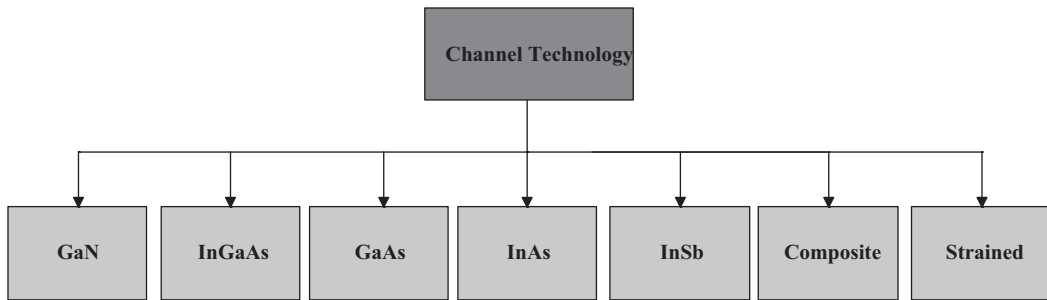 Channel Technology
GaN
InGaAs
GaAs
InAs
InSb
Composite
Strained